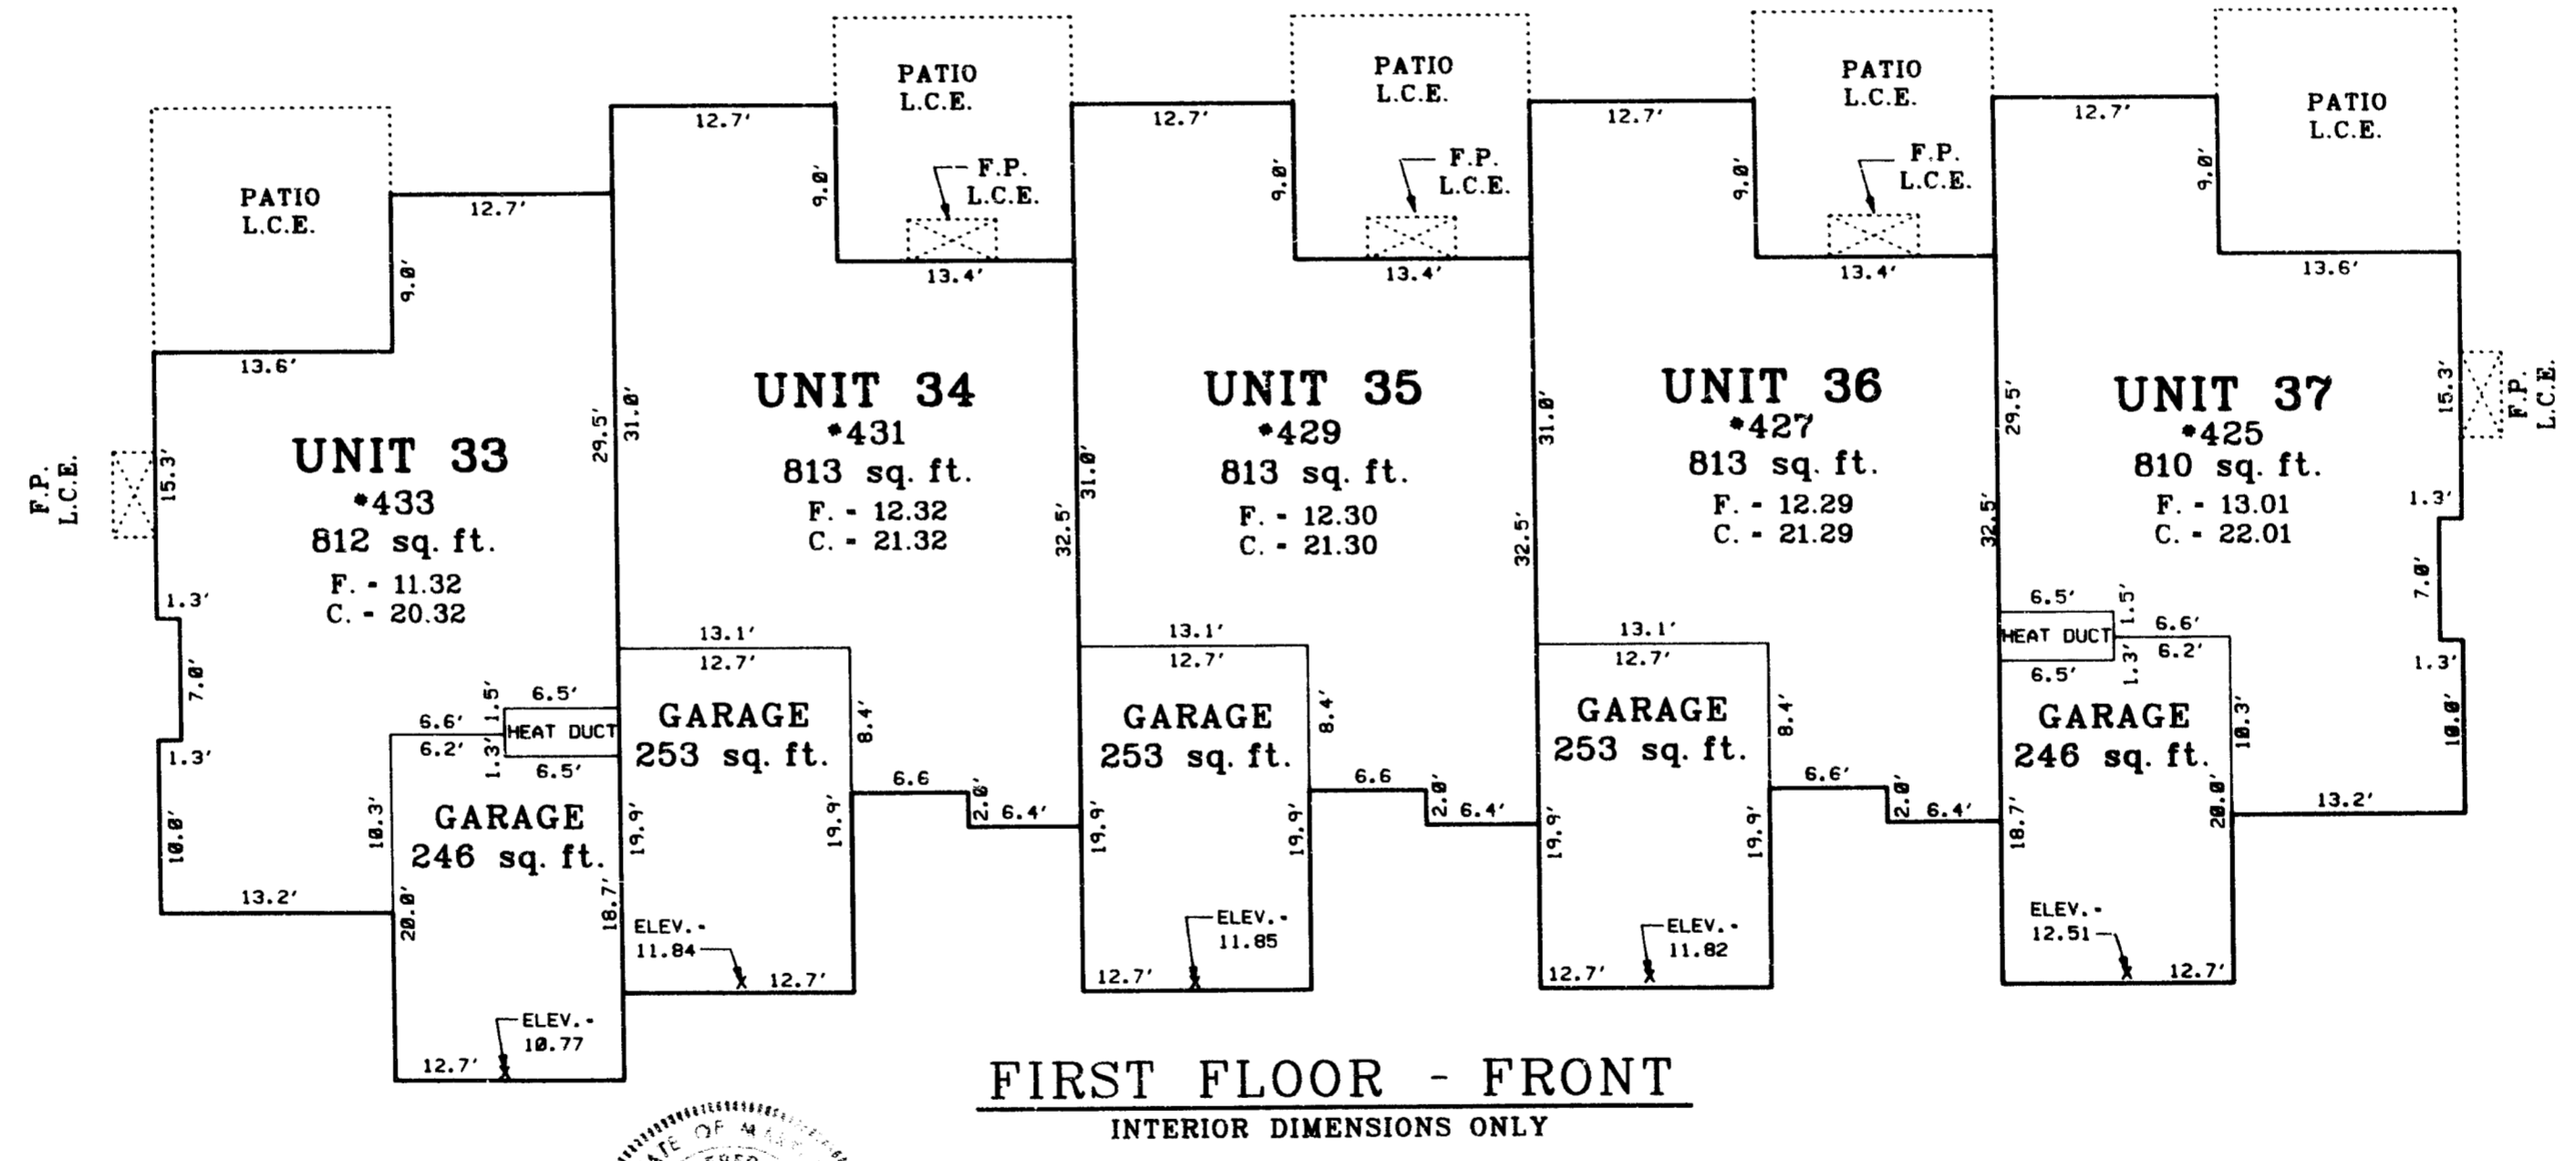 PATIO
L.C.E.
12.7'
9.0'
13.6'
F.P.
L.C.E.
15.3'
UNIT 33
#433
812 sq. ft.
F. - 11.32
C. - 20.32
29.5'
1.3'
7.0'
1.3'
10.0'
13.2'
6.6'
6.2'
1.5'
1.3'
6.5'
HEAT DUCT
6.5'
10.3'
GARAGE
246 sq. ft.
20.0'
18.7'
ELEV. -
10.77
12.7'
12.7'
9.0'
PATIO
L.C.E.
F.P.
L.C.E.
13.4'
31.0'
UNIT 34
#431
813 sq. ft.
F. - 12.32
C. - 21.32
32.5'
13.1'
12.7'
GARAGE
253 sq. ft.
8.4'
19.9'
19.9'
6.6
2.0'
6.4'
ELEV. -
11.84
12.7'
12.7'
9.0'
PATIO
L.C.E.
F.P.
L.C.E.
13.4'
31.0'
UNIT 35
#429
813 sq. ft.
F. - 12.30
C. - 21.30
32.5'
13.1'
12.7'
GARAGE
253 sq. ft.
8.4'
19.9'
19.9'
6.6
2.0'
6.4'
ELEV. -
11.85
12.7'
12.7'
9.0'
PATIO
L.C.E.
F.P.
L.C.E.
13.4'
31.0'
UNIT 36
#427
813 sq. ft.
F. - 12.29
C. - 21.29
32.5'
13.1'
12.7'
GARAGE
253 sq. ft.
8.4'
19.9'
19.9'
6.6'
2.0'
6.4'
ELEV. -
11.82
12.7'
12.7'
9.0'
PATIO
L.C.E.
13.6'
29.5'
UNIT 37
#425
810 sq. ft.
F. - 13.01
C. - 22.01
15.3'
F.P.
L.C.E.
1.3'
7.0'
1.3'
10.0'
13.2'
6.5'
1.5'
HEAT DUCT
6.6'
6.2'
6.5'
1.3'
10.3'
GARAGE
246 sq. ft.
18.7'
20.0'
ELEV. -
12.51
12.7'
FIRST FLOOR - FRONT
INTERIOR DIMENSIONS ONLY
OF